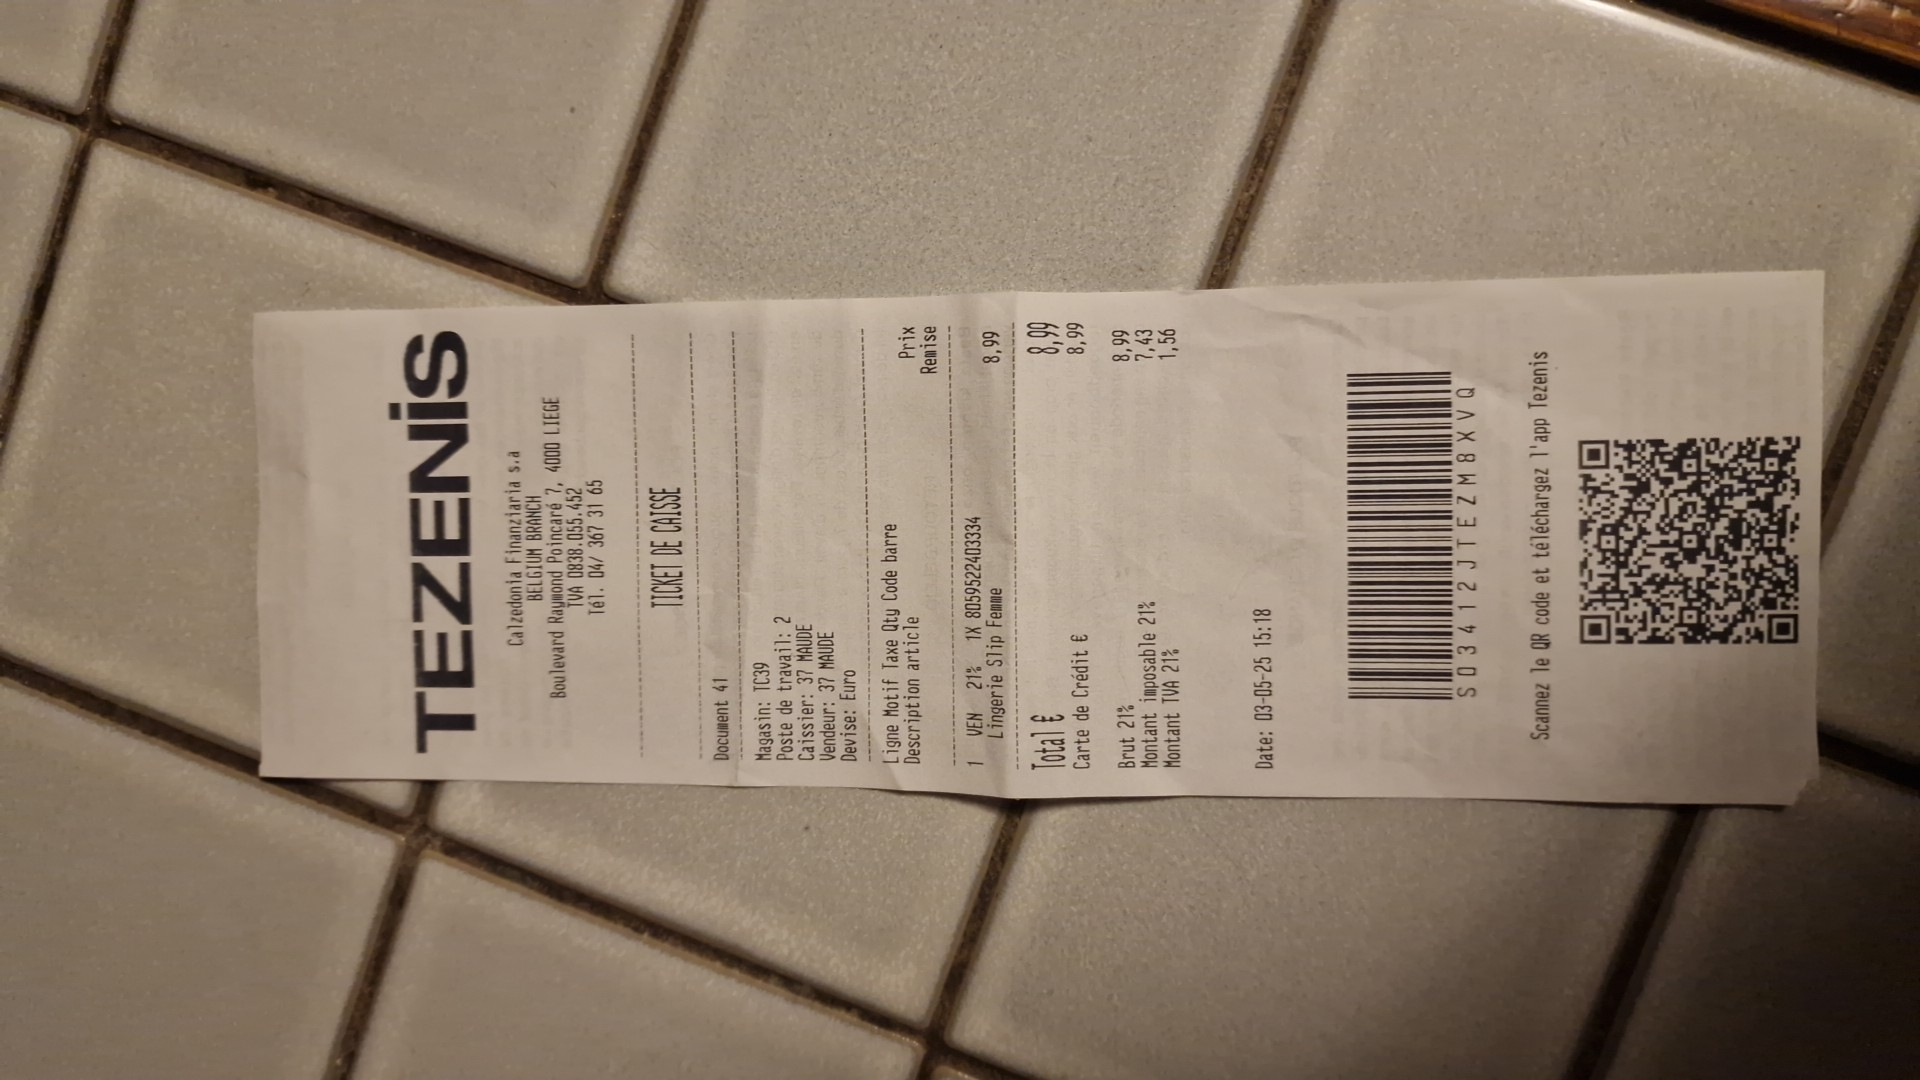 TEZENiS
Calzedonia Finanziaria s.a
BELGIUM BRANCH
Boulevard Raymond Poincaré 7, 4000 LIEGE
TVA 0838.055.452
Tél. 04/ 367 31 65
TICKET DE CAISSE
Document 41
Magasin: TC39
Poste de travail: 2
Caissier: 37 MAUDE
Vendeur: 37 MAUDE
Devise: Euro
Ligne Motif Taxe Qty Code barre Prix
Description article Remise
1 VEN 21% 1X 8059522403334
Lingerie Slip Femme 8,99
Total € 8,99
Carte de Crédit € 8,99
Brut 21% 8,99
Montant imposable 21% 7,43
Montant TVA 21% 1,56
Date: 03-05-25 15:18
S03412JTEZM8XVQ
Scannez le QR code et téléchargez l'app Tezenis